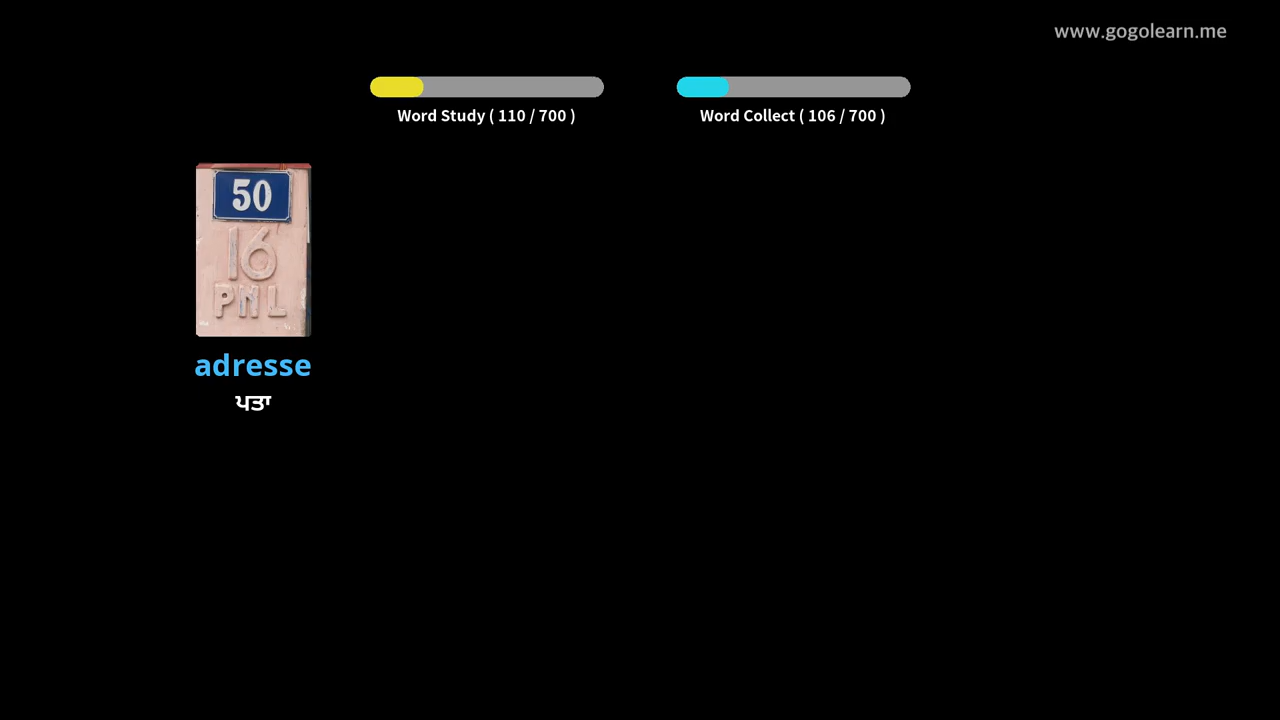 www.gogolearn.me
Word Study ( 110 / 700 )
Word Collect ( 106 / 700 )
50
16
PNL
adresse
ਪਤਾ